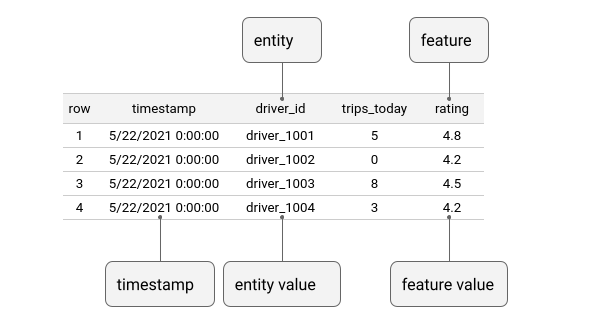 entity feature
row timestamp driver_id trips_today rating
1 5/22/2021 0:00:00 driver_1001 5 4.8
2 5/22/2021 0:00:00 driver_1002 0 4.2
3 5/22/2021 0:00:00 driver_1003 8 4.5
4 5/22/2021 0:00:00 driver_1004 3 4.2
timestamp entity value feature value